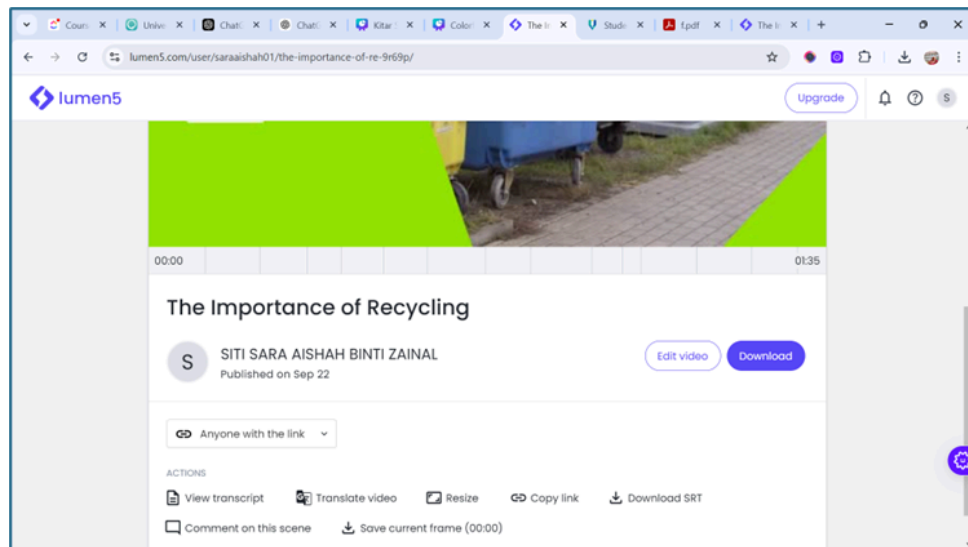 Cours
Unive
Chat
Chat
Kitar
Color
The I
Stude
f.pdf
The I
lumen5.com/user/saraaishah01/the-importance-of-re-9r69p/
lumen5
Upgrade
S
00:00
01:35
The Importance of Recycling
S
SITI SARA AISHAH BINTI ZAINAL
Published on Sep 22
Edit video
Download
Anyone with the link
ACTIONS
View transcript Translate video Resize Copy link Download SRT
Comment on this scene Save current frame (00:00)